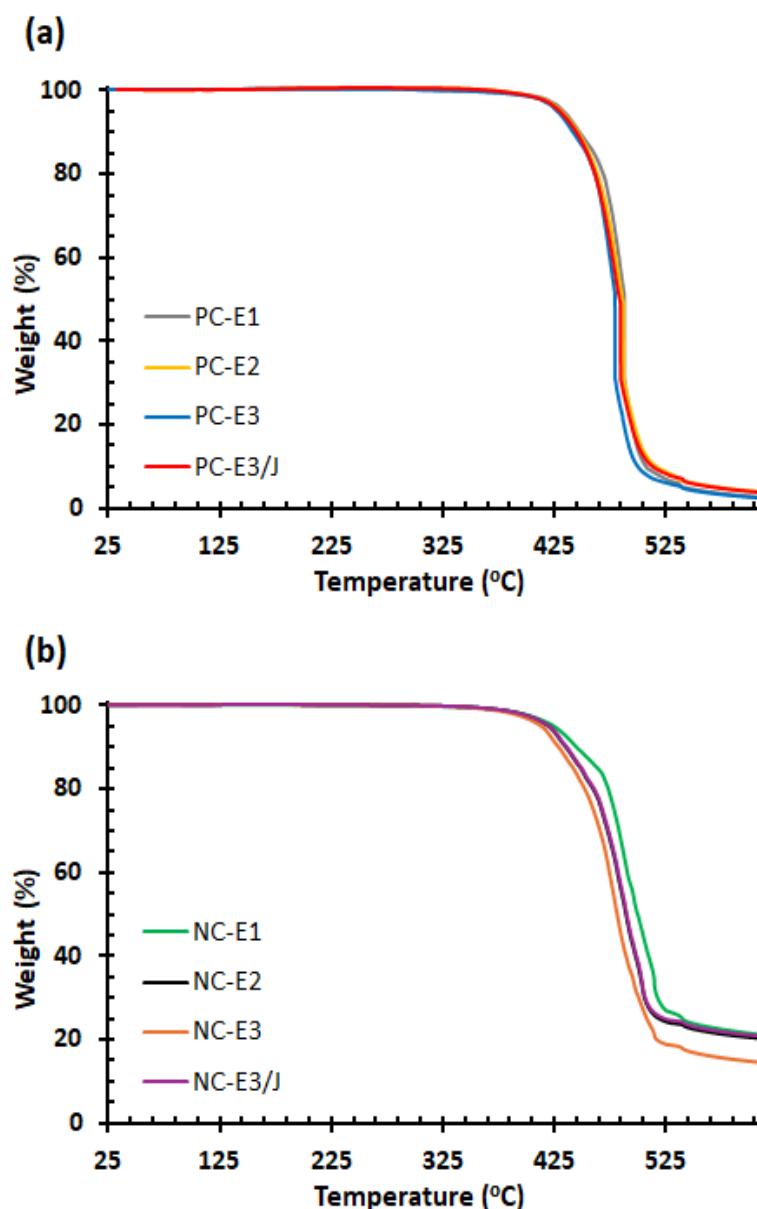 (a)
100
80
60
40
20
0
Weight (%)
PC-E1
PC-E2
PC-E3
PC-E3/J
25 125 225 325 425 525
Temperature (ºC)
(b)
100
80
60
40
20
0
Weight (%)
NC-E1
NC-E2
NC-E3
NC-E3/J
25 125 225 325 425 525
Temperature (ºC)